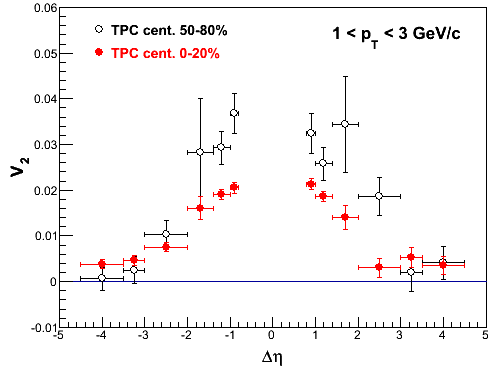 0.06
0.05
0.04
0.03
0.02
0.01
0
-0.01
TPC cent. 50-80%
TPC cent. 0-20%
1 < p_T < 3 GeV/c
V_2
-5 -4 -3 -2 -1 0 1 2 3 4 5
Δη